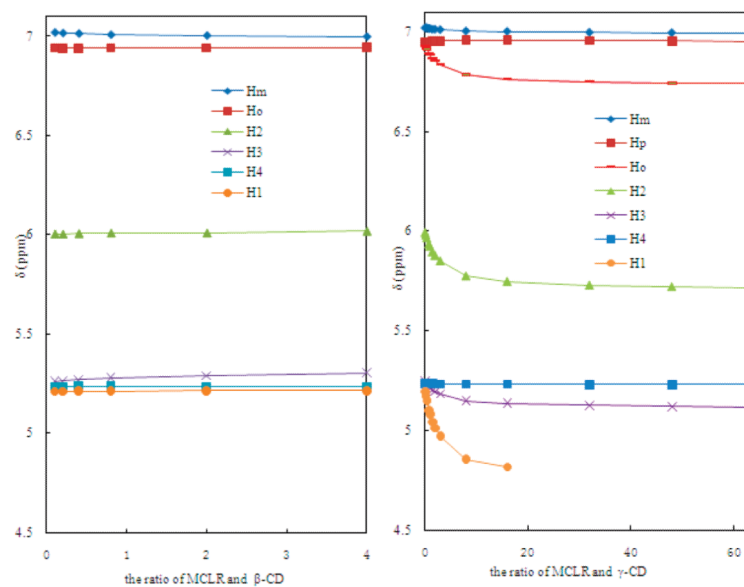 7
6.5
6
5.5
5
4.5
δ (ppm)
Hm
Ho
H2
H3
H4
H1
0
1
2
3
4
the ratio of MCLR and β-CD
7
6.5
6
5.5
5
4.5
δ (ppm)
Hm
Hp
Ho
H2
H3
H4
H1
0
20
40
60
the ratio of MCLR and γ-CD